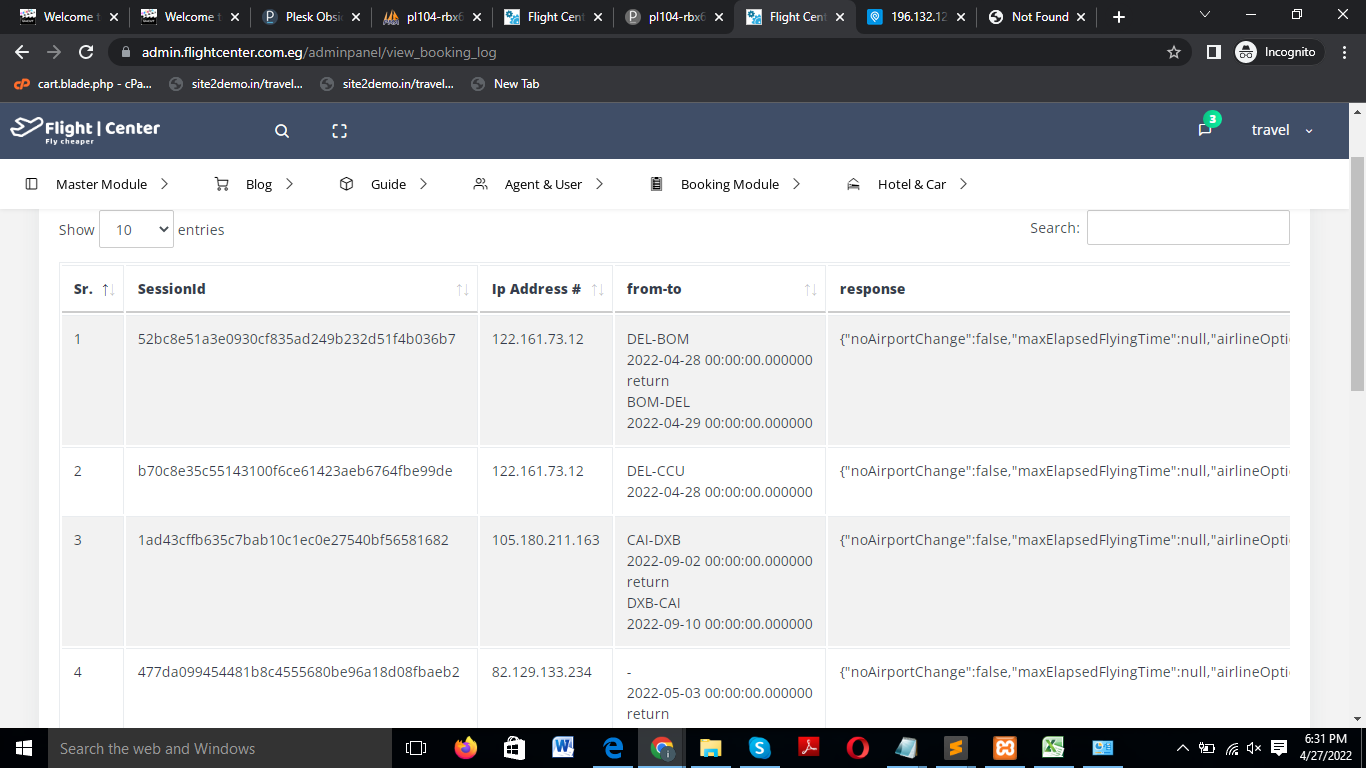 Welcome t
Welcome t
Plesk Obsi
pl104-rbx6
Flight Cent
pl104-rbx6
Flight Cent
196.132.12
Not Found
admin.flightcenter.com.eg/adminpanel/view_booking_log
Incognito
cP cart.blade.php - cPa...
site2demo.in/travel...
site2demo.in/travel...
New Tab
Flight | Center
Fly cheaper
3
travel
Master Module
Blog
Guide
Agent & User
Booking Module
Hotel & Car
Show 10 entries
Search:
Sr. SessionId Ip Address # from-to response
1 52bc8e51a3e0930cf835ad249b232d51f4b036b7 122.161.73.12 DEL-BOM {"noAirportChange":false,"maxElapsedFlyingTime":null,"airlineOpti
2022-04-28 00:00:00.000000
return
BOM-DEL
2022-04-29 00:00:00.000000
2 b70c8e35c55143100f6ce61423aeb6764fbe99de 122.161.73.12 DEL-CCU {"noAirportChange":false,"maxElapsedFlyingTime":null,"airlineOpti
2022-04-28 00:00:00.000000
3 1ad43cffb635c7bab10c1ec0e27540bf56581682 105.180.211.163 CAI-DXB {"noAirportChange":false,"maxElapsedFlyingTime":null,"airlineOpti
2022-09-02 00:00:00.000000
return
DXB-CAI
2022-09-10 00:00:00.000000
4 477da099454481b8c4555680be96a18d08fbaeb2 82.129.133.234 - {"noAirportChange":false,"maxElapsedFlyingTime":null,"airlineOpti
2022-05-03 00:00:00.000000
return
Search the web and Windows
6:31 PM
4/27/2022